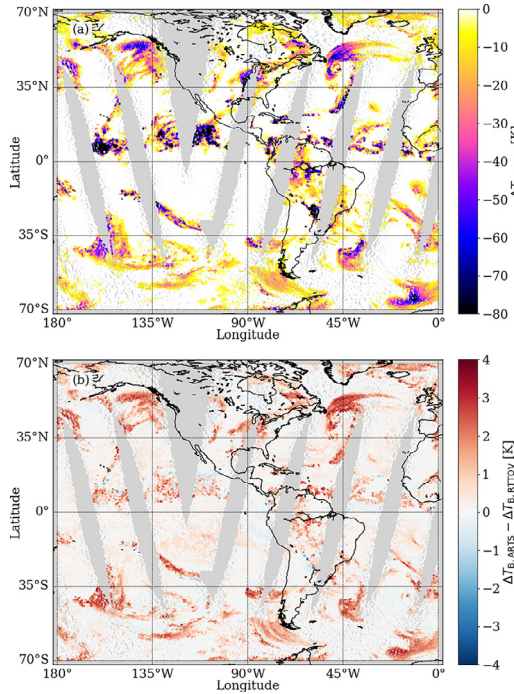 70°N
(a)
35°N
0°
35°S
70°S
Latitude
180°
135°W
90°W
45°W
0°
Longitude
0
−10
−20
−30
−40
−50
−60
−70
−80
[K]
70°N
(b)
35°N
0°
35°S
70°S
Latitude
180°
135°W
90°W
45°W
0°
Longitude
4
3
2
1
0
−1
−2
−3
−4
ΔT_B,ARTS − ΔT_B,RTTOV [K]